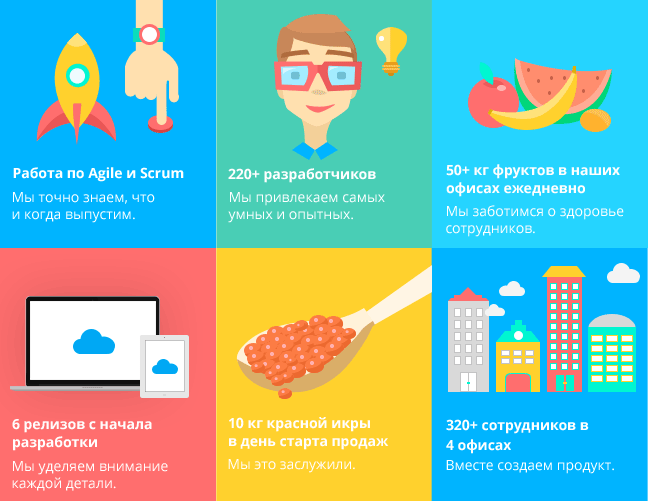 Работа по Agile и Scrum
Мы точно знаем, что
и когда выпустим.
220+ разработчиков
Мы привлекаем самых
умных и опытных.
50+ кг фруктов в наших
офисах ежедневно
Мы заботимся о здоровье
сотрудников.
6 релизов с начала
разработки
Мы уделяем внимание
каждой детали.
10 кг красной икры
в день старта продаж
Мы это заслужили.
320+ сотрудников в
4 офисах
Вместе создаем продукт.